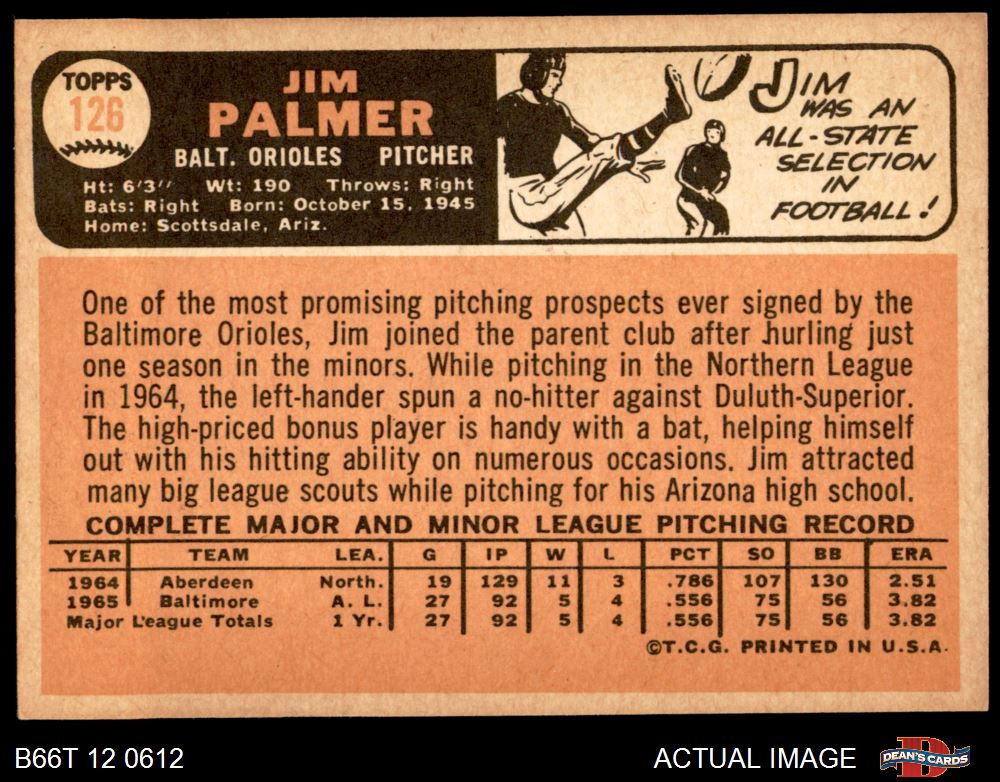 TOPPS
126
JIM
PALMER
BALT. ORIOLES PITCHER
Ht: 6'3'' Wt: 190 Throws: Right
Bats: Right Born: October 15, 1945
Home: Scottsdale, Ariz.
JIM
WAS AN
ALL-STATE
SELECTION
IN
FOOTBALL!
One of the most promising pitching prospects ever signed by the
Baltimore Orioles, Jim joined the parent club after hurling just
one season in the minors. While pitching in the Northern League
in 1964, the left-hander spun a no-hitter against Duluth-Superior.
The high-priced bonus player is handy with a bat, helping himself
out with his hitting ability on numerous occasions. Jim attracted
many big league scouts while pitching for his Arizona high school.
COMPLETE MAJOR AND MINOR LEAGUE PITCHING RECORD
YEAR TEAM LEA. G IP W L PCT SO BB ERA
1964 Aberdeen North. 19 129 11 3 .786 107 130 2.51
1965 Baltimore A. L. 27 92 5 4 .556 75 56 3.82
Major League Totals 1 Yr. 27 92 5 4 .556 75 56 3.82
©T.C.G. PRINTED IN U.S.A.
B66T 12 0612 ACTUAL IMAGE DEAN'S CARDS